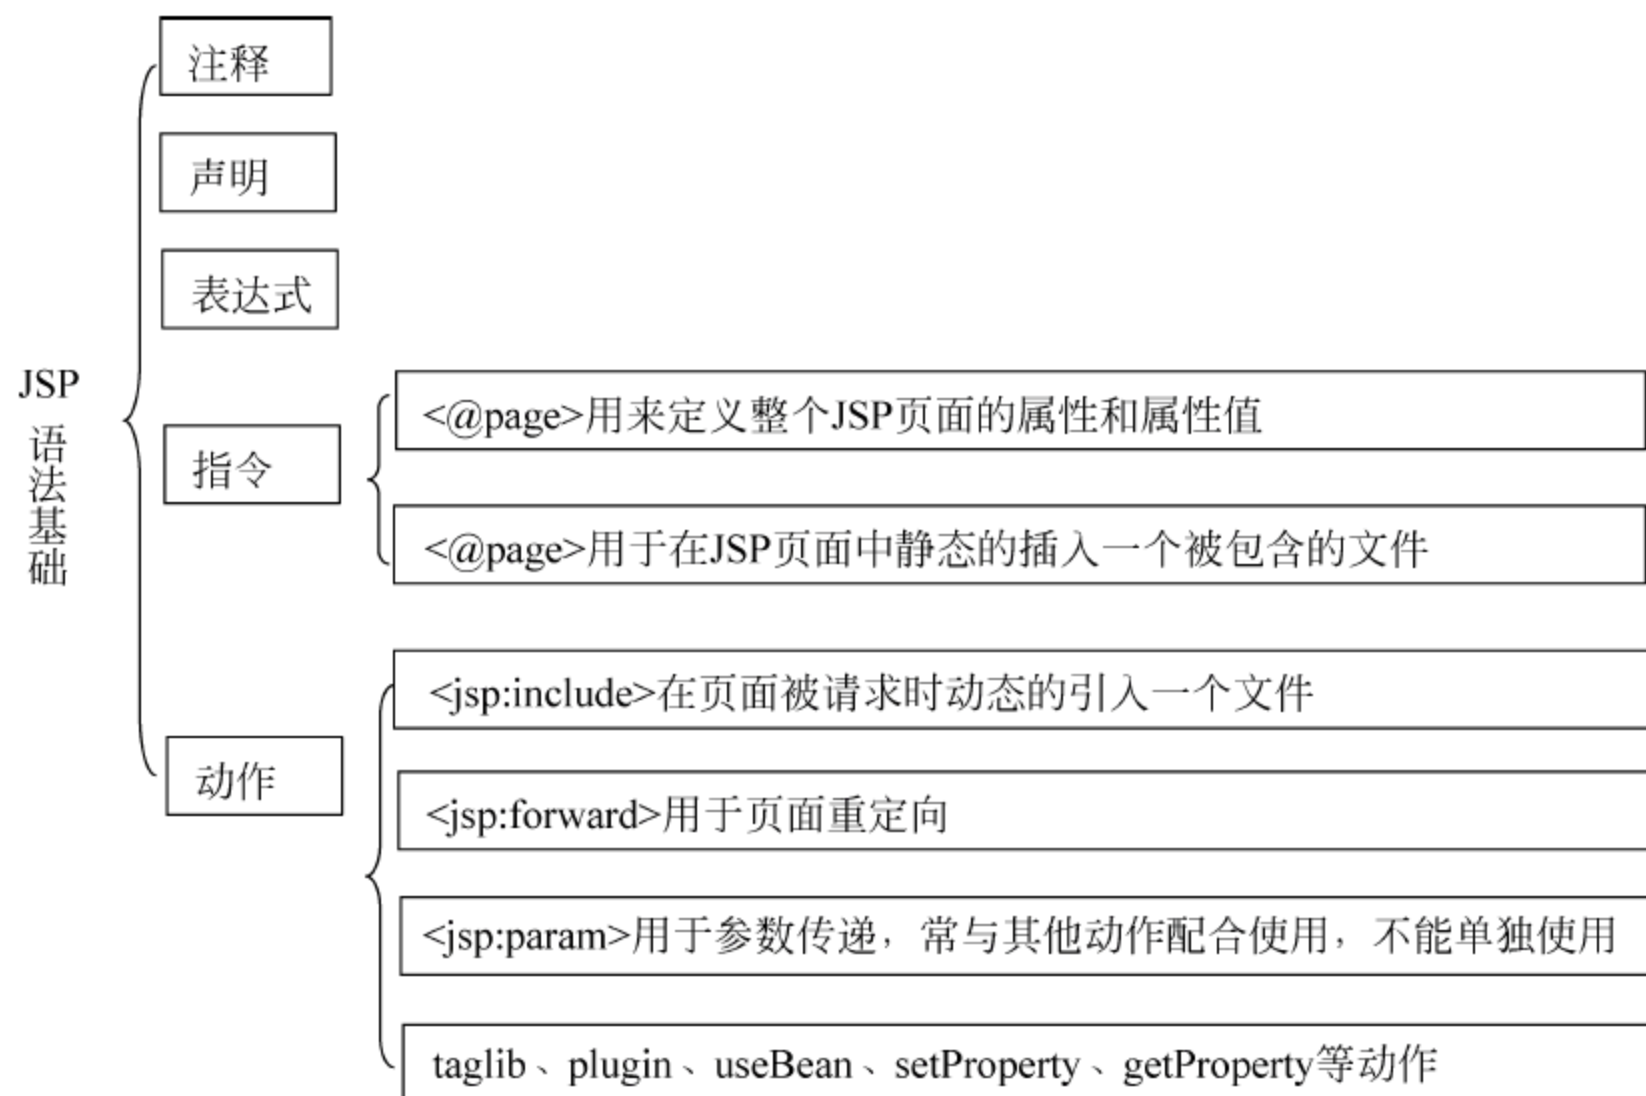 注释
声明
表达式
JSP
语法基础
指令
<@page>用来定义整个JSP页面的属性和属性值
<@page>用于在JSP页面中静态的插入一个被包含的文件
动作
<jsp:include>在页面被请求时动态的引入一个文件
<jsp:forward>用于页面重定向
<jsp:param>用于参数传递，常与其他动作配合使用，不能单独使用
taglib、plugin、useBean、setProperty、getProperty等动作